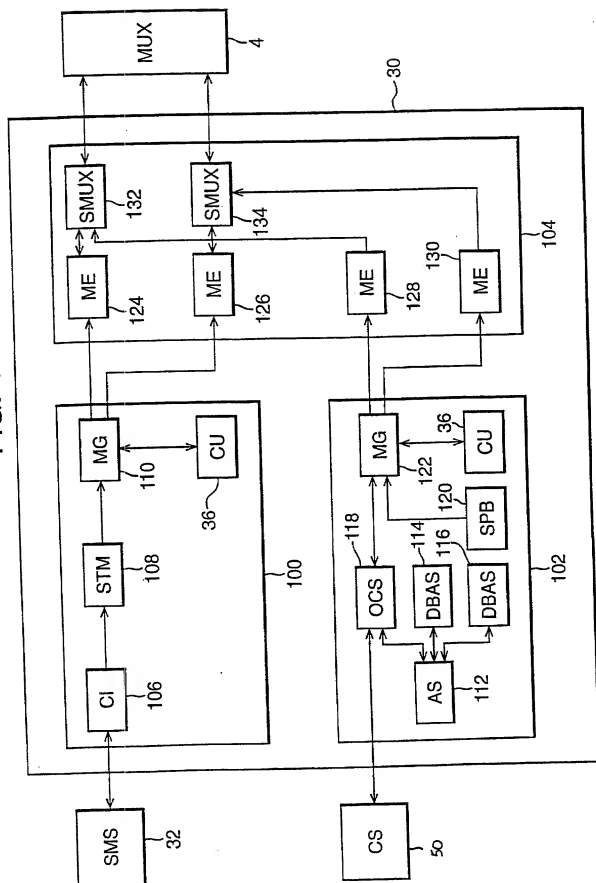 MUX
4
30
SMUX
132
SMUX
134
ME
124
ME
126
ME
128
130
ME
104
MG
110
CU
36
STM
108
CI
106
100
SMS
32
MG
122
36
CU
120
SPB
118
OCS
114
DBAS
116
DBAS
AS
112
102
CS
50